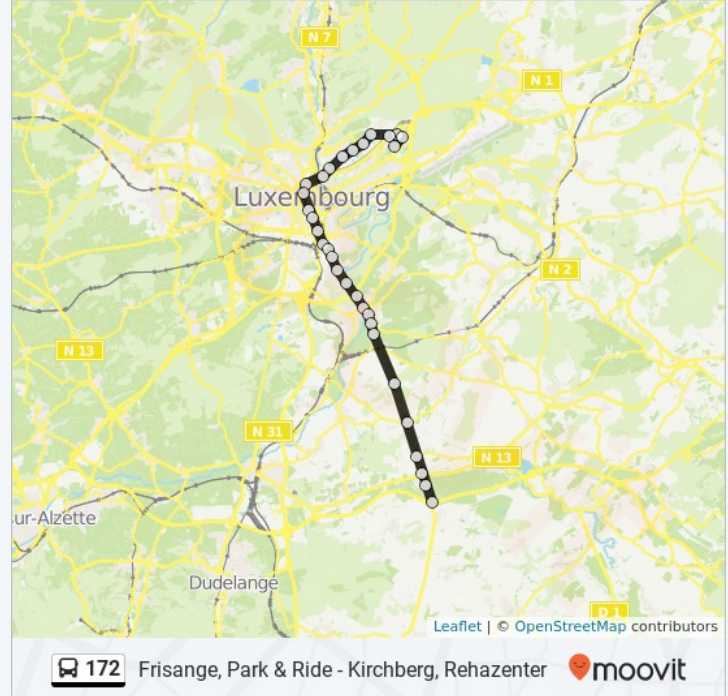 N 7
N 1
Luxembourg
N 2
N 13
N 31
N 13
ur-Alzette
Dudelange
D 1
Leaflet | © OpenStreetMap contributors
172 Frisange, Park & Ride - Kirchberg, Rehazenter moovit